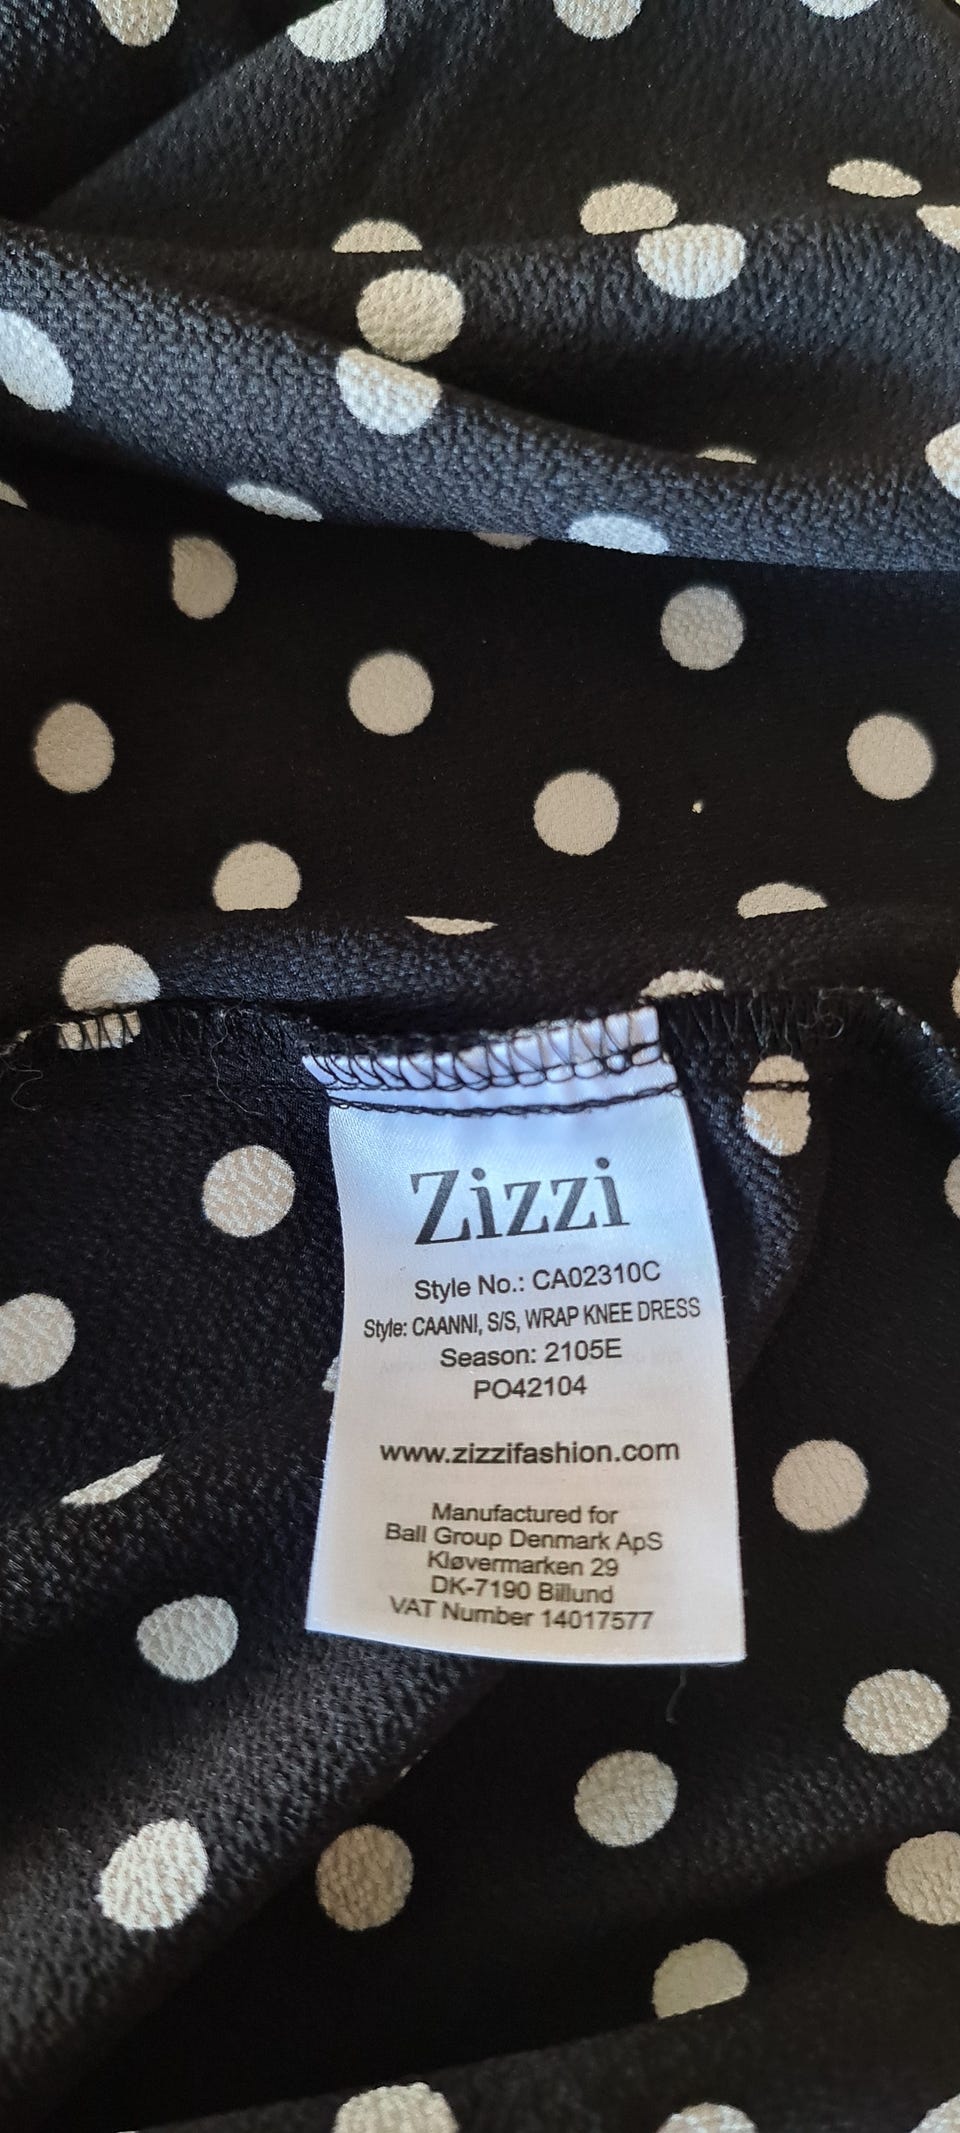 Zizzi
Style No.: CA02310C
Style: CAANNI, S/S, WRAP KNEE DRESS
Season: 2105E
PO42104
www.zizzifashion.com
Manufactured for
Ball Group Denmark ApS
Kløvermarken 29
DK-7190 Billund
VAT Number 14017577